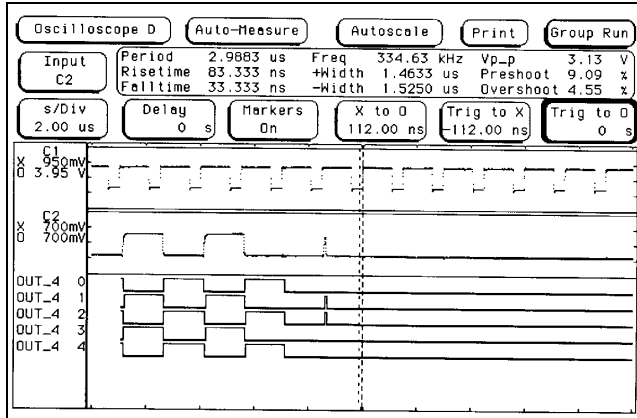 Oscilloscope D Auto-Measure Autoscale Print Group Run
Input C2
Period 2.9883 us Freq 334.63 kHz Vp_p 3.13 V
Risetime 83.333 ns +Width 1.4633 us Preshoot 9.09 %
Falltime 33.333 ns -Width 1.5250 us Overshoot 4.55 %
s/Div 2.00 us
Delay 0 s
Markers On
X to O 112.00 ns
Trig to X -112.00 ns
Trig to O 0 s
C1
X 950mV
O 3.95 V
C2
X 700mV
O 700mV
OUT_4 0
OUT_4 1
OUT_4 2
OUT_4 3
OUT_4 4